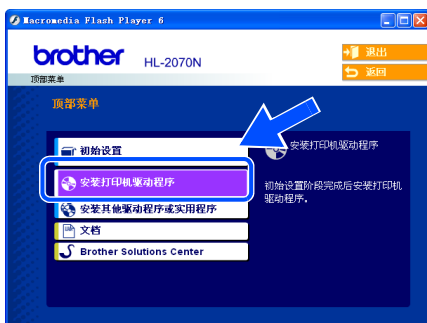 Macromedia Flash Player 6
brother HL-2070N
退出
返回
顶部菜单
顶部菜单
初始设置
安装打印机驱动程序
安装其他驱动程序或实用程序
文档
Brother Solutions Center
安装打印机驱动程序
初始设置阶段完成后安装打印机
驱动程序。